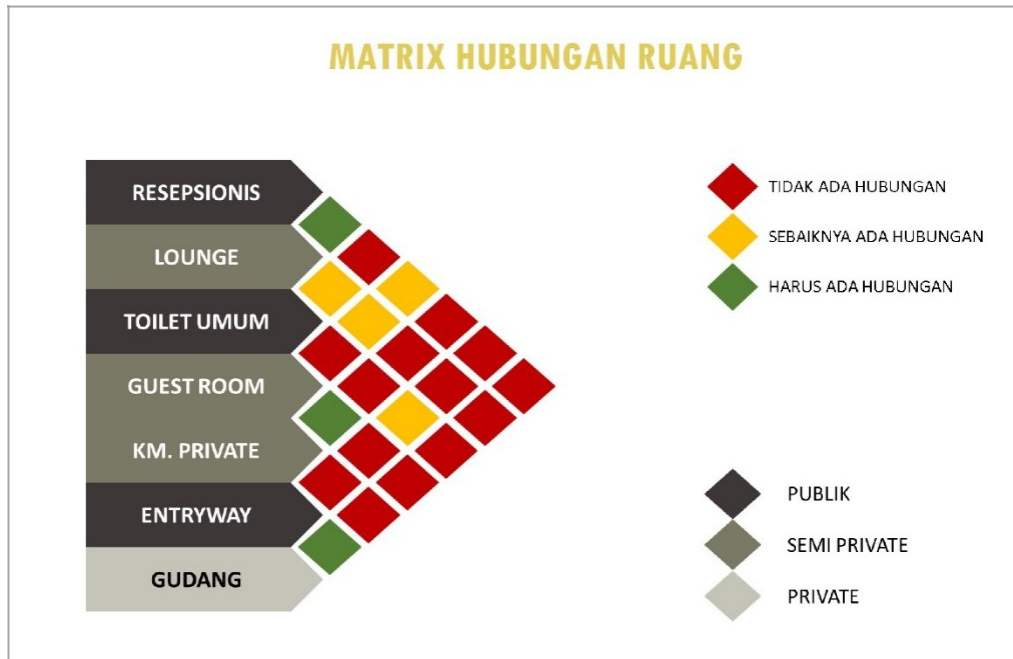 MATRIX HUBUNGAN RUANG
RESEPSIONIS
LOUNGE
TOILET UMUM
GUEST ROOM
KM. PRIVATE
ENTRYWAY
GUDANG
TIDAK ADA HUBUNGAN
SEBAIKNYA ADA HUBUNGAN
HARUS ADA HUBUNGAN
PUBLIK
SEMI PRIVATE
PRIVATE